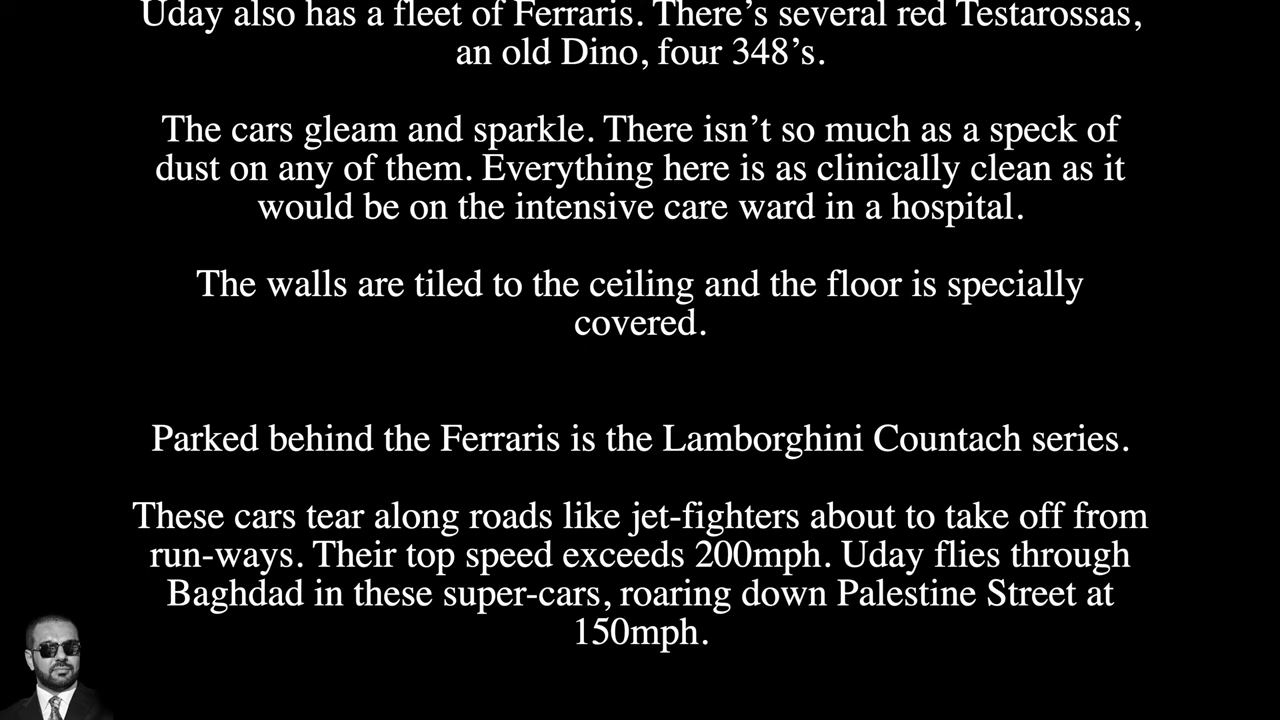 Uday also has a fleet of Ferraris. There’s several red Testarossas,
an old Dino, four 348’s.
The cars gleam and sparkle. There isn’t so much as a speck of
dust on any of them. Everything here is as clinically clean as it
would be on the intensive care ward in a hospital.
The walls are tiled to the ceiling and the floor is specially
covered.
Parked behind the Ferraris is the Lamborghini Countach series.
These cars tear along roads like jet-fighters about to take off from
run-ways. Their top speed exceeds 200mph. Uday flies through
Baghdad in these super-cars, roaring down Palestine Street at
150mph.